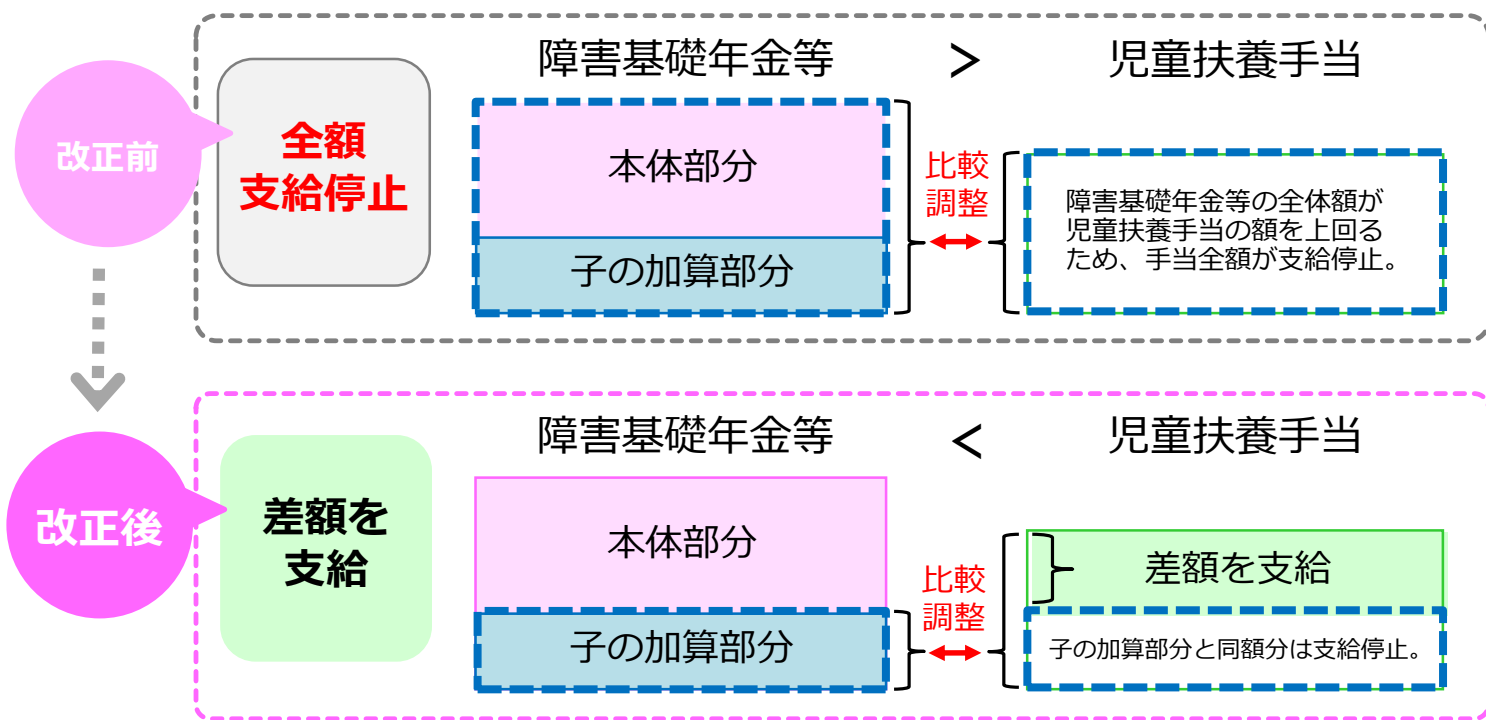 改正前
全額
支給停止
障害基礎年金等
>
児童扶養手当
本体部分
子の加算部分
比較
調整
障害基礎年金等の全体額が
児童扶養手当の額を上回る
ため、手当全額が支給停止。
改正後
差額を
支給
障害基礎年金等
<
児童扶養手当
本体部分
子の加算部分
比較
調整
差額を支給
子の加算部分と同額分は支給停止。